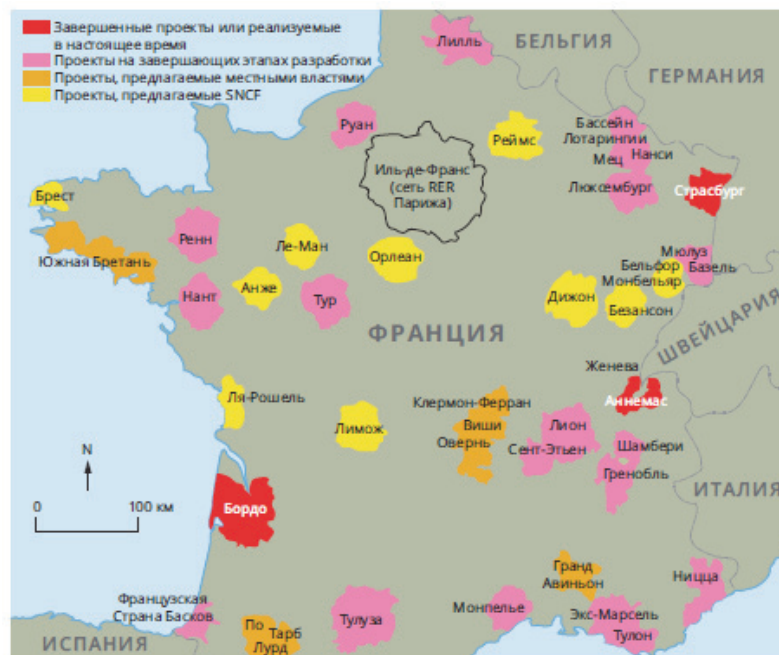 Завершенные проекты или реализуемые
в настоящее время
Проекты на завершающих этапах разработки
Проекты, предлагаемые местными властями
Проекты, предлагаемые SNCF
Лилль
БЕЛЬГИЯ
ГЕРМАНИЯ
Руан
Реймс
Бассейн
Лотарингии
Мец
Нанси
Люксембург
Страсбург
Иль-де-Франс
(сеть RER
Парижа)
Брест
Южная Бретань
Ренн
Ле-Ман
Орлеан
Мюлуз
Базель
Бельфор
Монбельяр
Нант
Анже
Тур
Дижон
Безансон
ФРАНЦИЯ
ШВЕЙЦАРИЯ
Женева
Аннемас
Ля-Рошель
Лимож
Клермон-Ферран
Виши
Овернь
Лион
Сент-Этьен
Шамбери
Гренобль
ИТАЛИЯ
N
0
100 км
Бордо
Гранд
Авиньон
Ницца
Французская
Страна Басков
По
Тарб
Лурд
Тулуза
Монпелье
Экс-Марсель
Тулон
ИСПАНИЯ